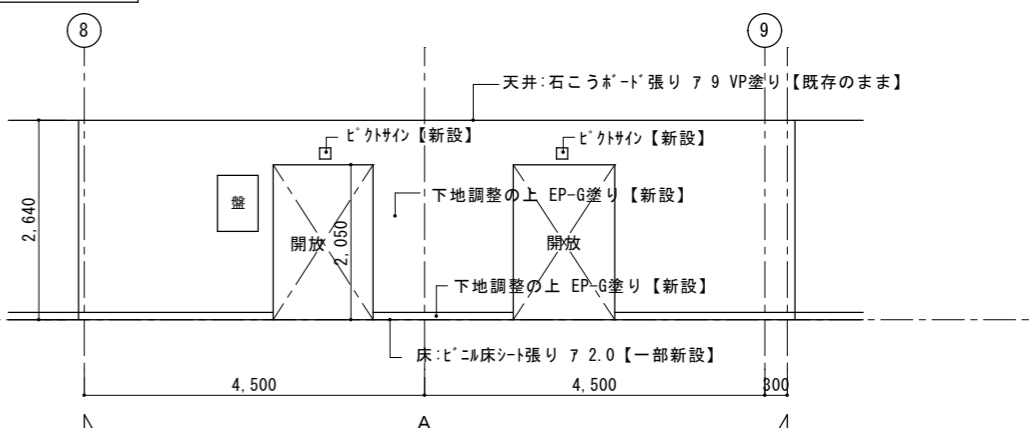 8
9
天井:石こうボード張り ア 9 VP塗り【既存のまま】
ピクトサイン【新設】
ピクトサイン【新設】
盤
下地調整の上 EP-G塗り【新設】
2,640
開放
2,050
開放
下地調整の上 EP-G塗り【新設】
床:ビニル床シート張り ア 2.0【一部新設】
4,500
4,500
300
A